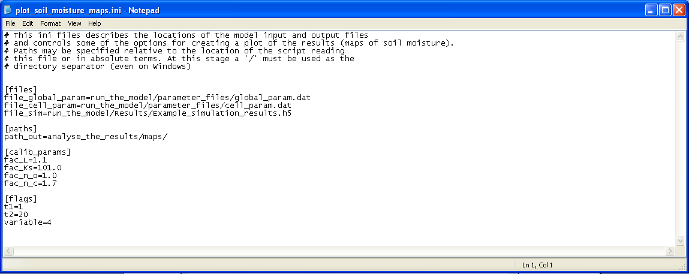 plot_soil_moisture_maps.ini - Notepad
File Edit Format View Help
# This ini files describes the locations of the model input and output files
# and controls some of the options for creating a plot of the results (maps of soil moisture).
# Paths may be specified relative to the location of the script reading
# this file or in absolute terms. At this stage a '/' must be used as the
# directory separator (even on Windows)
[files]
file_global_param=run_the_model/parameter_files/global_param.dat
file_cell_param=run_the_model/parameter_files/cell_param.dat
file_sim=run_the_model/Results/Example_simulation_results.h5
[paths]
path_out=analyse_the_results/maps/
[calib_params]
fac_L=1.1
fac_Ks=101.0
fac_n_o=1.0
fac_n_c=1.7
[flags]
t1=1
t2=20
variable=4
Ln 1, Col 1